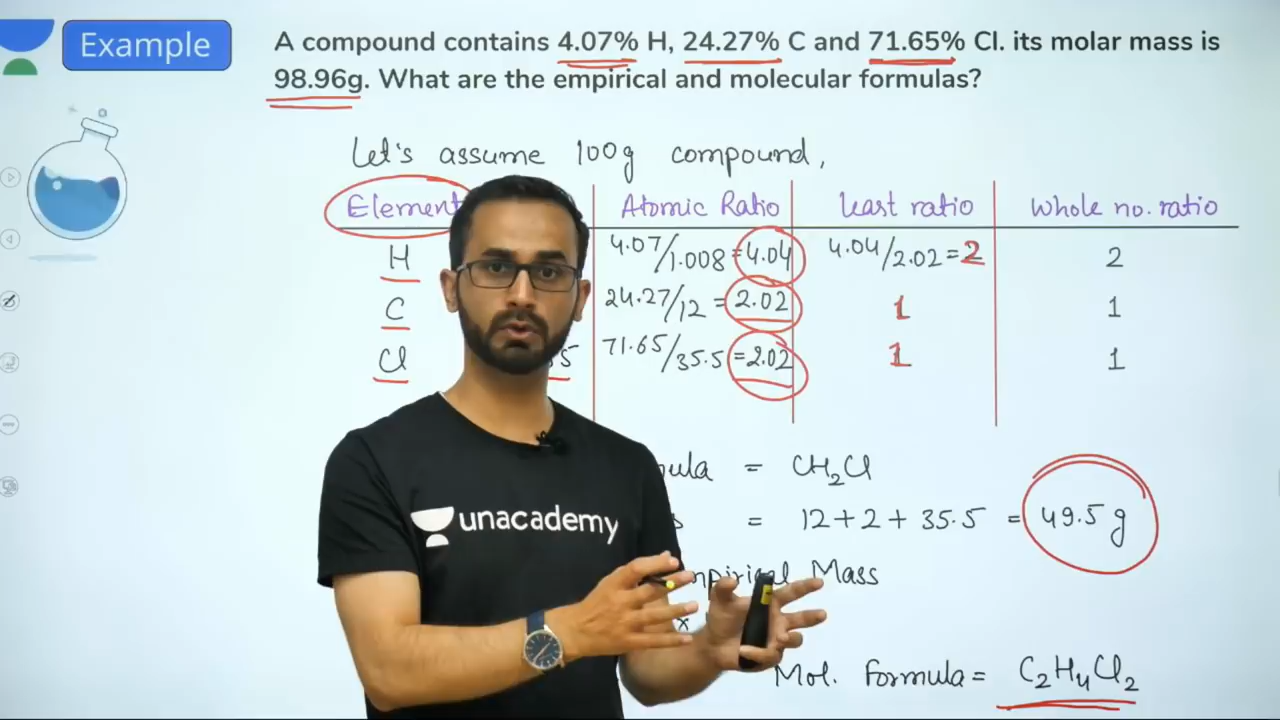 Example
A compound contains 4.07% H, 24.27% C and 71.65% Cl. its molar mass is
98.96g. What are the empirical and molecular formulas?
Let's assume 100g compound,
Element Atomic Ratio Least ratio Whole no. ratio
H 4.07/1.008 = 4.04 4.04/2.02 = 2 2
C 24.27/12 = 2.02 1 1
Cl 71.65/35.5 = 2.02 1 1
= CH₂Cl
= 12 + 2 + 35.5 = 49.5 g
Mass
x
Mol. Formula = C₂H₄Cl₂
unacademy